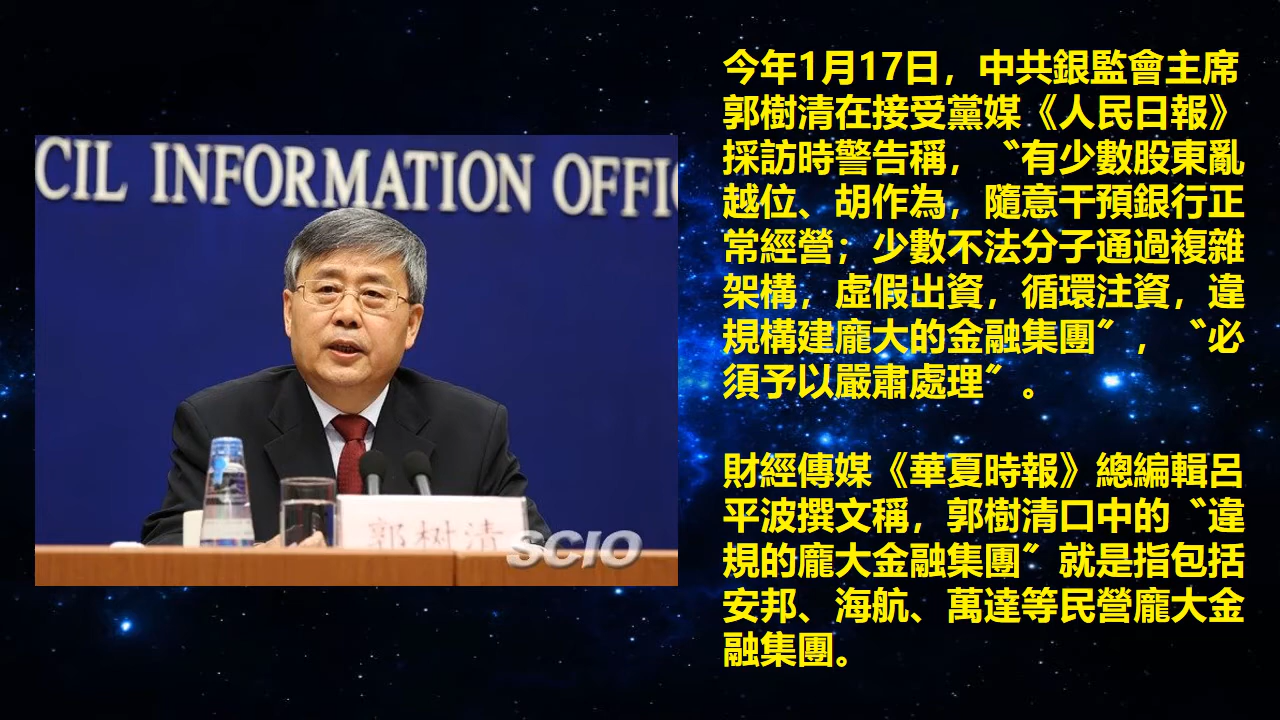 CIL INFORMATION OFFI
郭树清
SCIO
今年1月17日，中共銀監會主席
郭樹清在接受黨媒《人民日報》
採訪時警告稱，〝有少數股東亂
越位、胡作為，隨意干預銀行正
常經營；少數不法分子通過複雜
架構，虛假出資，循環注資，違
規構建龐大的金融集團〞，〝必
須予以嚴肅處理〞。
財經傳媒《華夏時報》總編輯呂
平波撰文稱，郭樹清口中的〝違
規的龐大金融集團〞就是指包括
安邦、海航、萬達等民營龐大金
融集團。